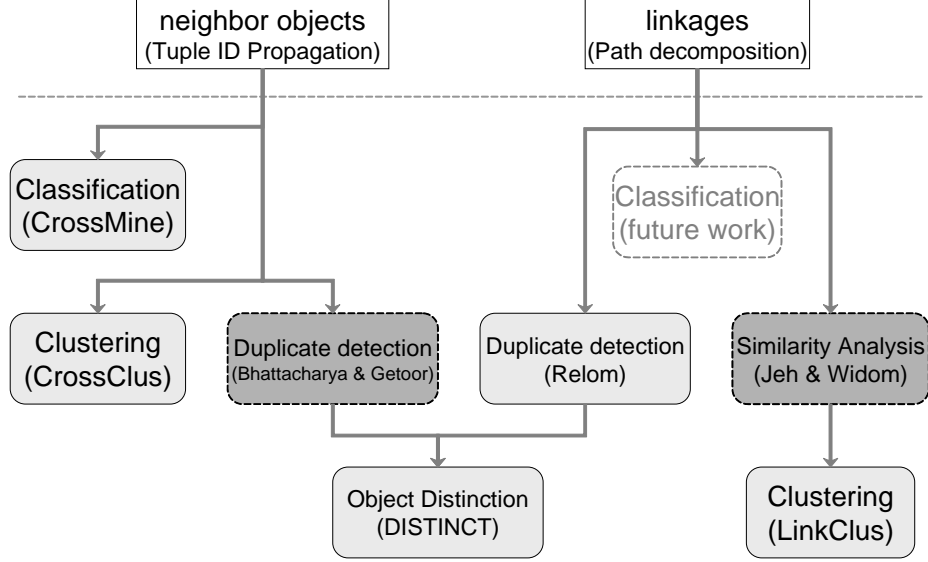 neighbor objects
(Tuple ID Propagation)
linkages
(Path decomposition)
Classification
(CrossMine)
Classification
(future work)
Clustering
(CrossClus)
Duplicate detection
(Bhattacharya & Getoor)
Duplicate detection
(Relom)
Similarity Analysis
(Jeh & Widom)
Object Distinction
(DISTINCT)
Clustering
(LinkClus)